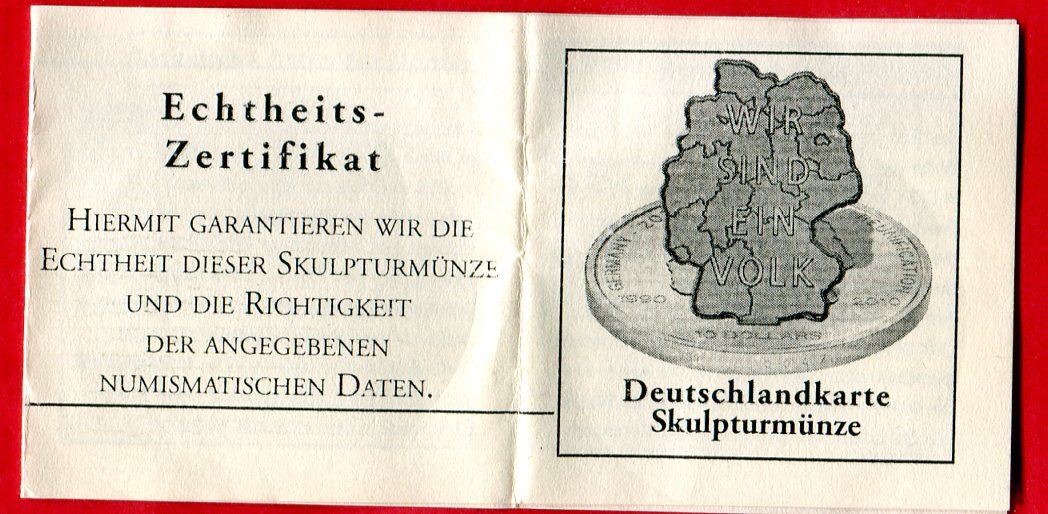 Echtheits-
Zertifikat
HIERMIT GARANTIEREN WIR DIE
ECHTHEIT DIESER SKULPTURMÜNZE
UND DIE RICHTIGKEIT
DER ANGEGEBENEN
NUMISMATISCHEN DATEN.
WIR
SIND
EIN
VOLK
GERMANY
1990
2010
10 DOLLARS
Deutschlandkarte
Skulpturmünze